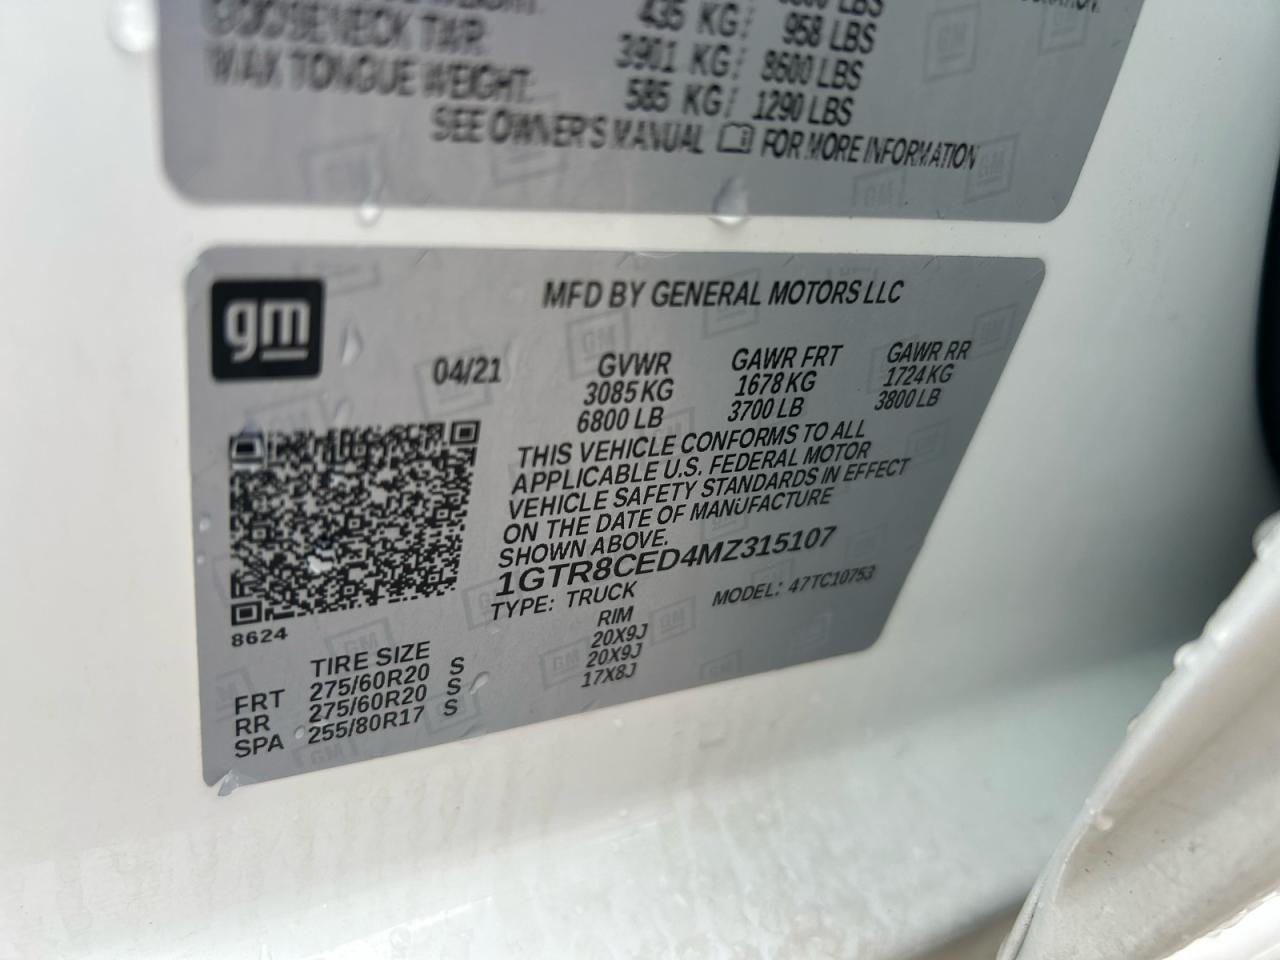 435 KG/ 958 LBS
GOOSENECK TWR: 3901 KG/ 8600 LBS
MAX TONGUE WEIGHT: 585 KG/ 1290 LBS
SEE OWNER'S MANUAL FOR MORE INFORMATION
gm
MFD BY GENERAL MOTORS LLC
04/21 GVWR GAWR FRT GAWR RR
3085 KG 1678 KG 1724 KG
6800 LB 3700 LB 3800 LB
THIS VEHICLE CONFORMS TO ALL
APPLICABLE U.S. FEDERAL MOTOR
VEHICLE SAFETY STANDARDS IN EFFECT
ON THE DATE OF MANUFACTURE
SHOWN ABOVE.
1GTR8CED4MZ315107
TYPE: TRUCK MODEL: 47TC10753
8624
TIRE SIZE RIM
FRT 275/60R20 S 20X9J
RR 275/60R20 S 20X9J
SPA 255/80R17 S 17X8J